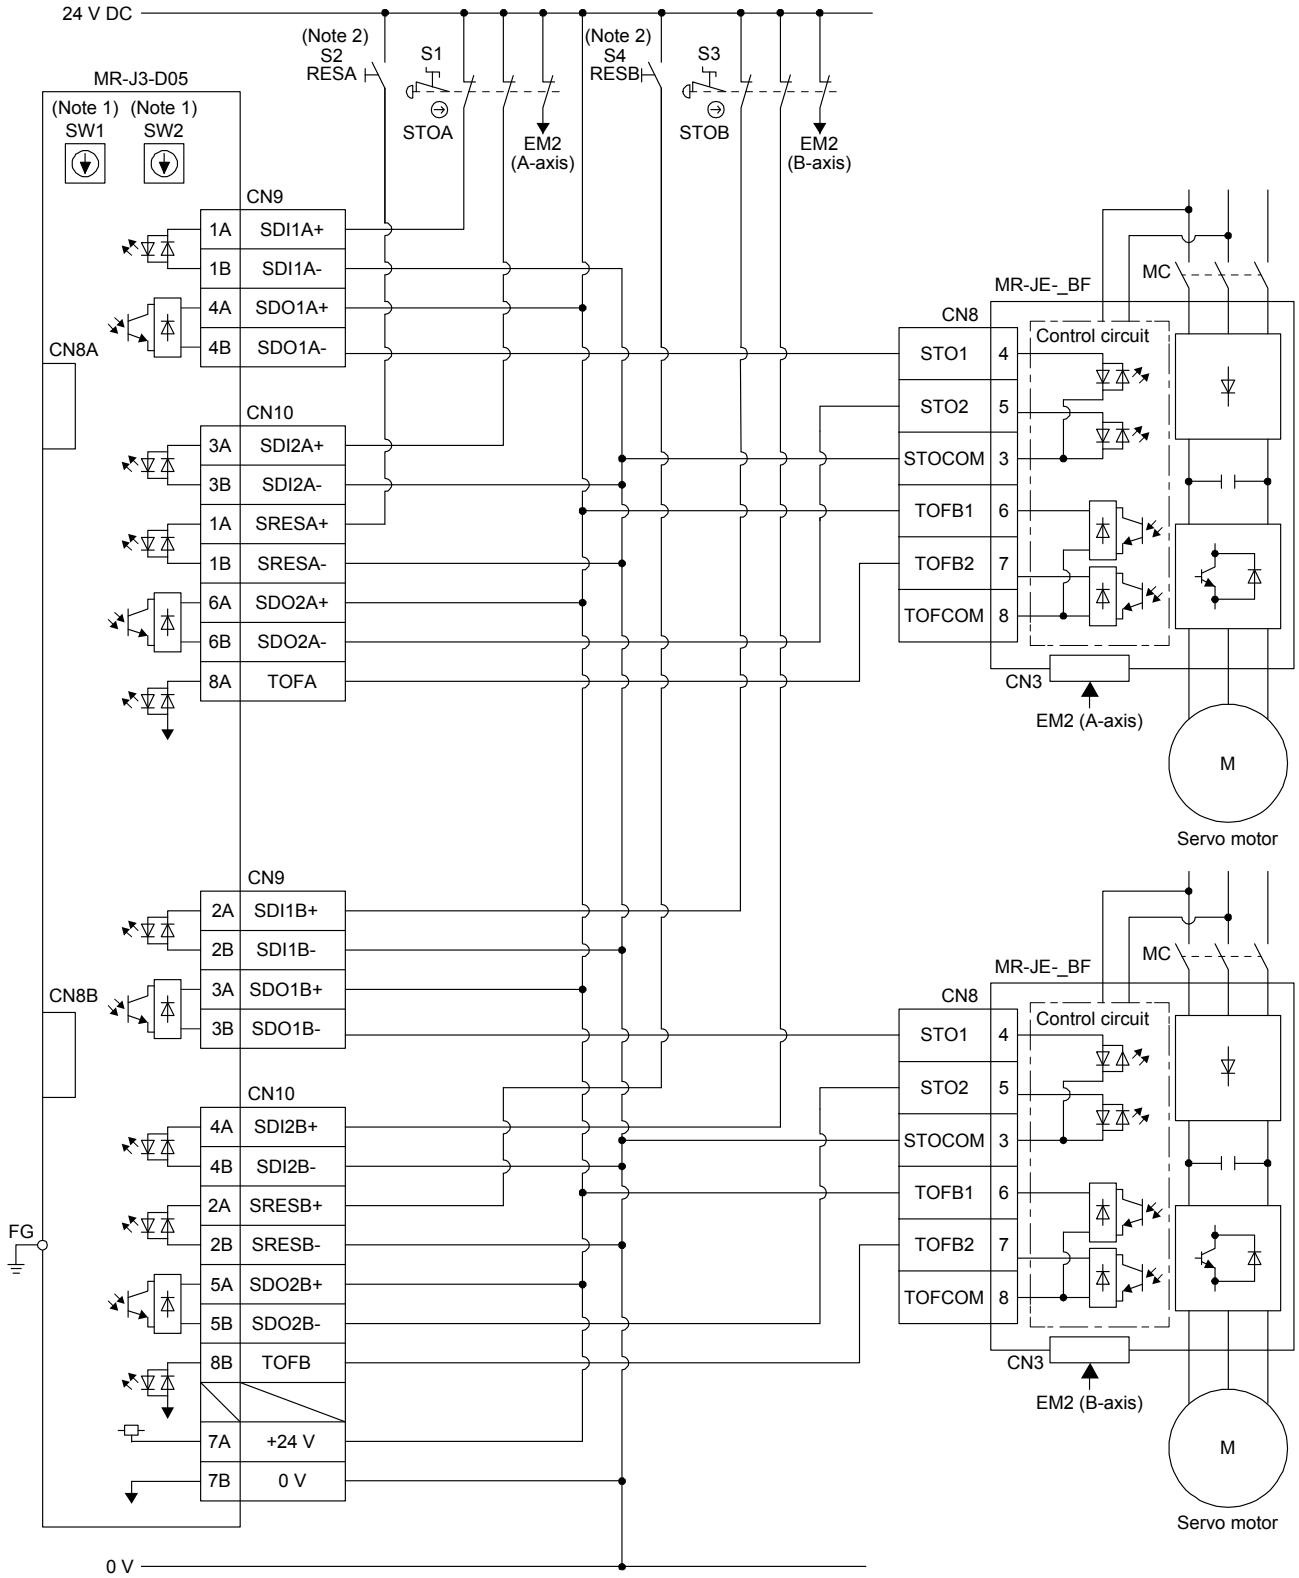 24 V DC
(Note 2)
S2
RESA
S1
STOA
EM2
(A-axis)
(Note 2)
S4
RESB
S3
STOB
EM2
(B-axis)
MR-J3-D05
(Note 1) (Note 1)
SW1 SW2
CN9
1A SDI1A+
1B SDI1A-
4A SDO1A+
4B SDO1A-
CN8A
CN10
3A SDI2A+
3B SDI2A-
1A SRESA+
1B SRESA-
6A SDO2A+
6B SDO2A-
8A TOFA
MC
MR-JE-_BF
CN8
Control circuit
STO1 4
STO2 5
STOCOM 3
TOFB1 6
TOFB2 7
TOFCOM 8
CN3
EM2 (A-axis)
M
Servo motor
CN9
2A SDI1B+
2B SDI1B-
3A SDO1B+
3B SDO1B-
CN8B
CN10
4A SDI2B+
4B SDI2B-
2A SRESB+
2B SRESB-
5A SDO2B+
5B SDO2B-
8B TOFB
7A +24 V
7B 0 V
FG
MC
MR-JE-_BF
CN8
Control circuit
STO1 4
STO2 5
STOCOM 3
TOFB1 6
TOFB2 7
TOFCOM 8
CN3
EM2 (B-axis)
M
Servo motor
0 V